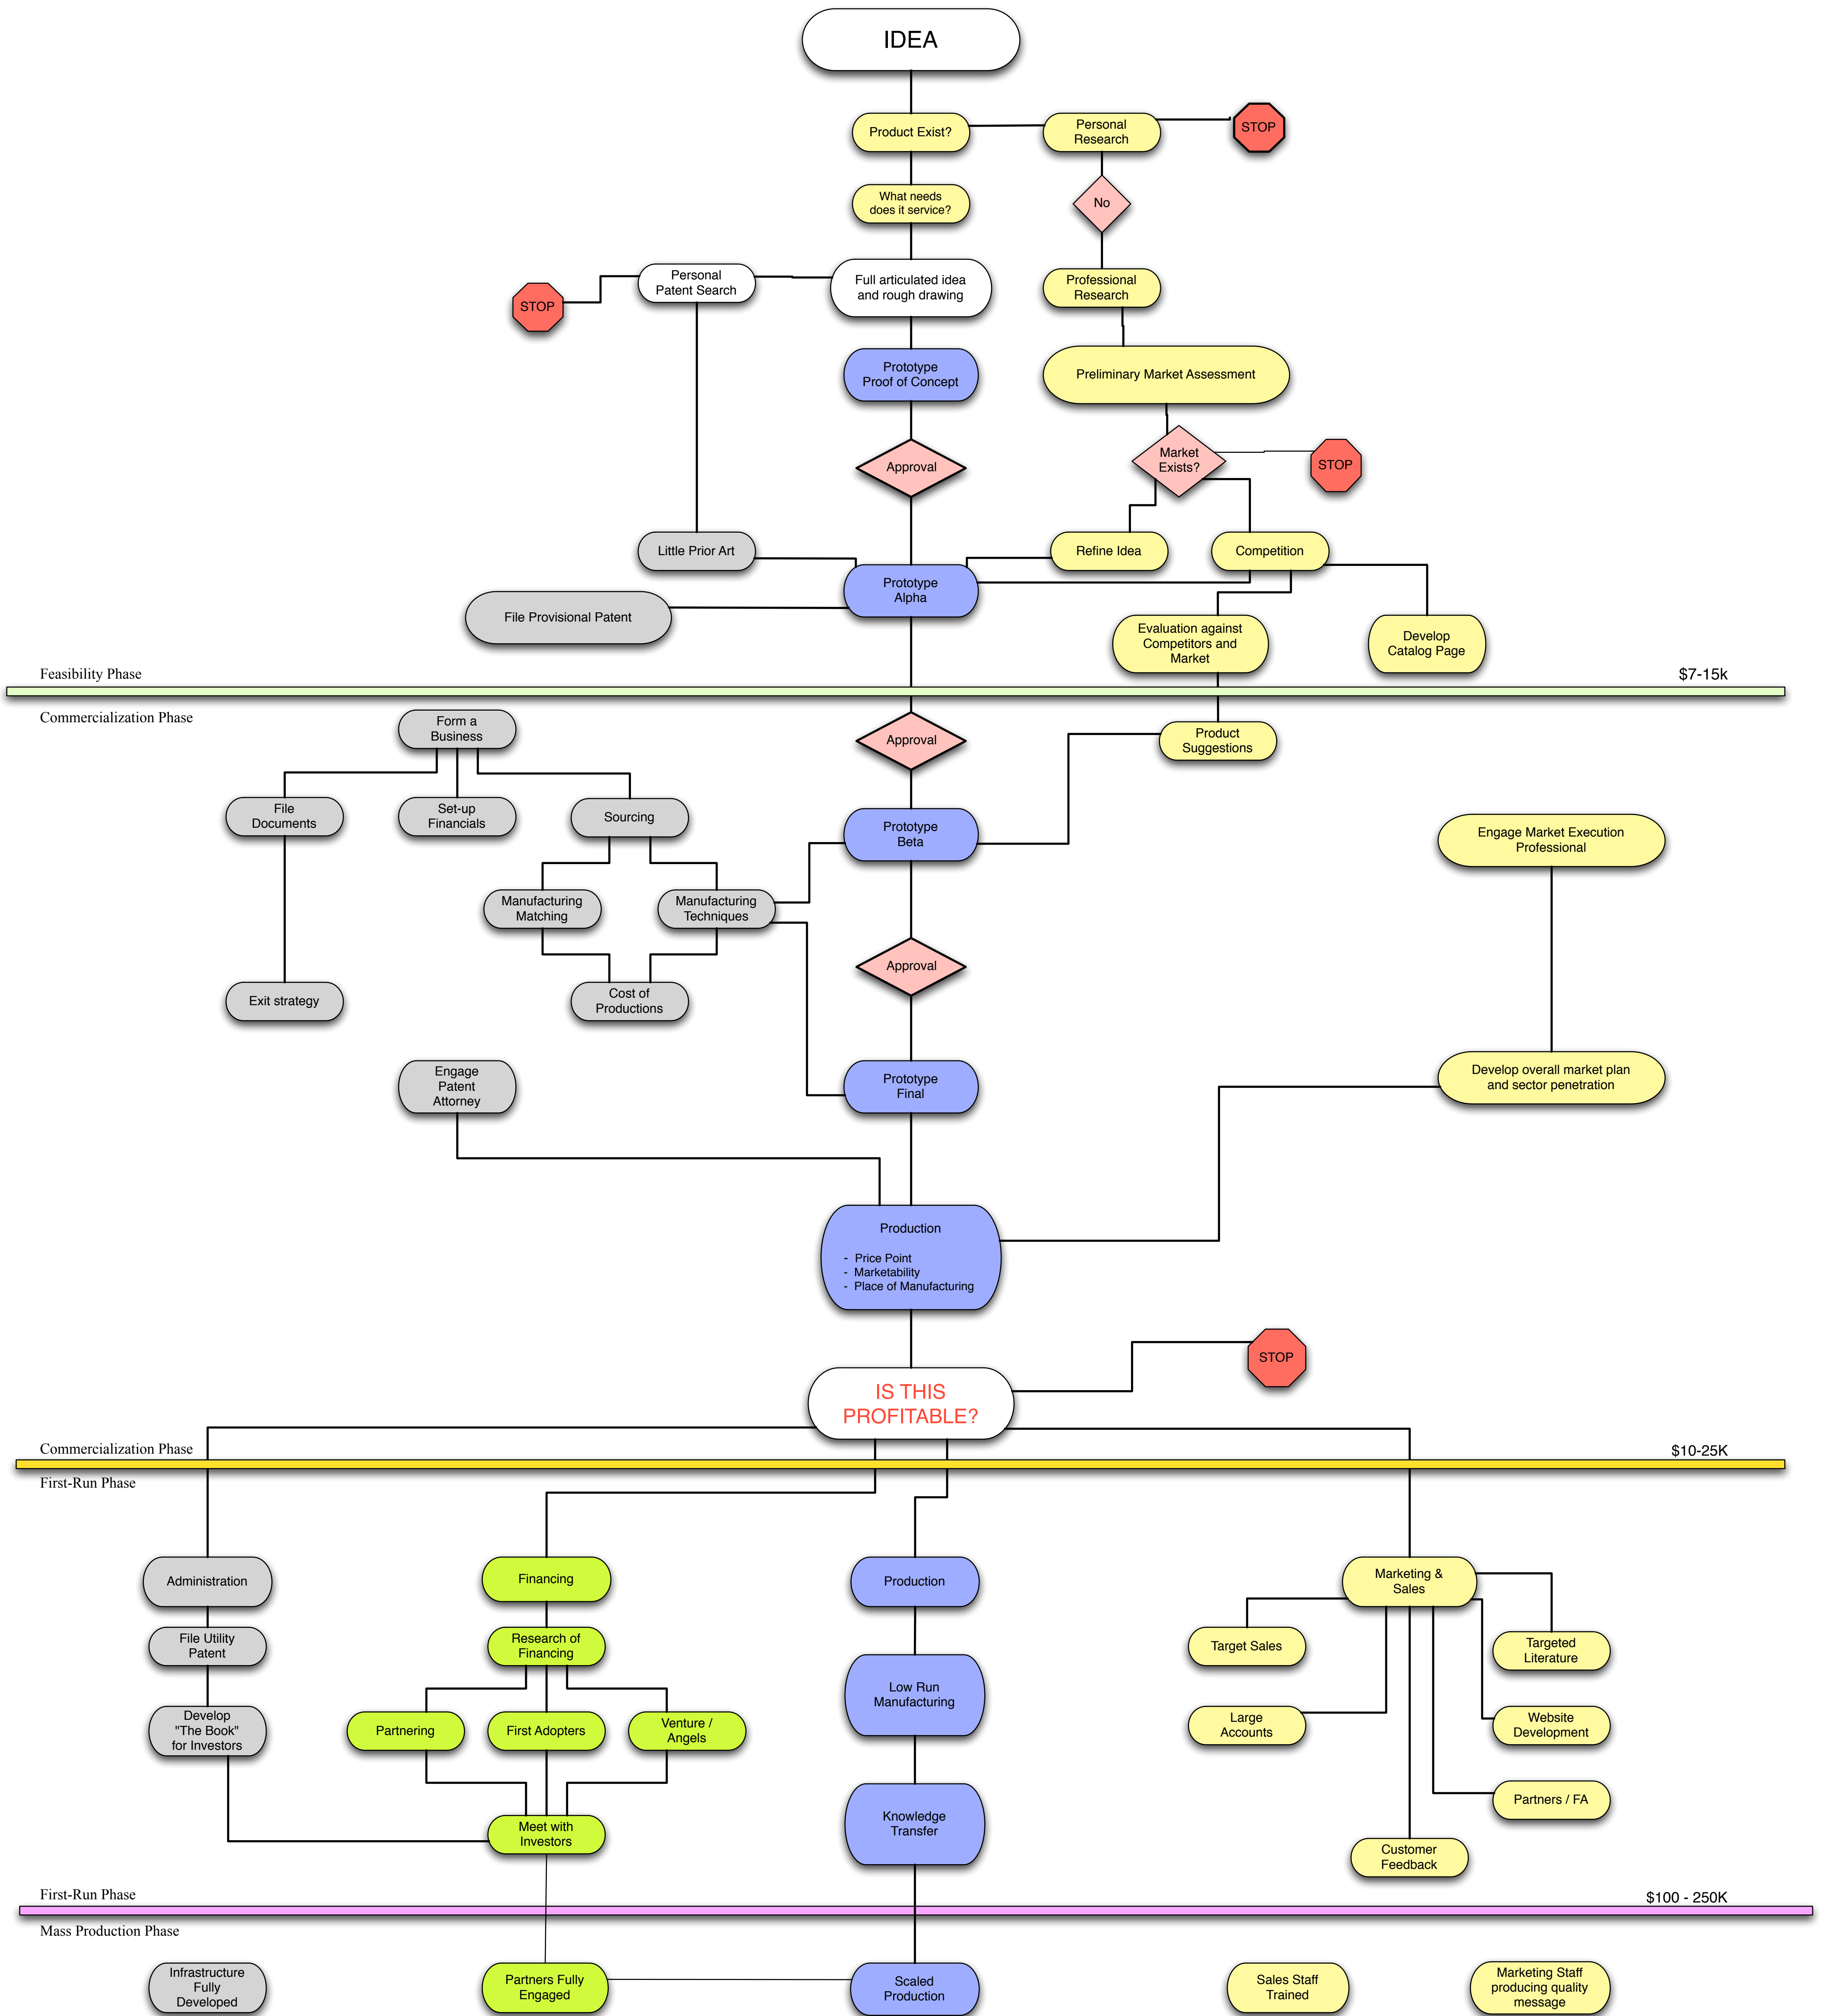 IDEA
Product Exist?
Personal
Research
STOP
What needs
does it service?
No
Personal
Patent Search
Full articulated idea
and rough drawing
Professional
Research
STOP
Prototype
Proof of Concept
Preliminary Market Assessment
Approval
Market
Exists?
STOP
Little Prior Art
Refine Idea
Competition
Prototype
Alpha
File Provisional Patent
Evaluation against
Competitors and
Market
Develop
Catalog Page
Feasibility Phase
$7-15k
Commercialization Phase
Form a
Business
Approval
Product
Suggestions
File
Documents
Set-up
Financials
Sourcing
Prototype
Beta
Engage Market Execution
Professional
Manufacturing
Matching
Manufacturing
Techniques
Approval
Exit strategy
Cost of
Productions
Engage
Patent
Attorney
Prototype
Final
Develop overall market plan
and sector penetration
Production
- Price Point
- Marketability
- Place of Manufacturing
STOP
IS THIS
PROFITABLE?
Commercialization Phase
$10-25K
First-Run Phase
Administration
Financing
Production
Marketing &
Sales
File Utility
Patent
Research of
Financing
Target Sales
Targeted
Literature
Low Run
Manufacturing
Develop
"The Book"
for Investors
Partnering
First Adopters
Venture /
Angels
Large
Accounts
Website
Development
Partners / FA
Meet with
Investors
Knowledge
Transfer
Customer
Feedback
First-Run Phase
$100 - 250K
Mass Production Phase
Infrastructure
Fully
Developed
Partners Fully
Engaged
Scaled
Production
Sales Staff
Trained
Marketing Staff
producing quality
message